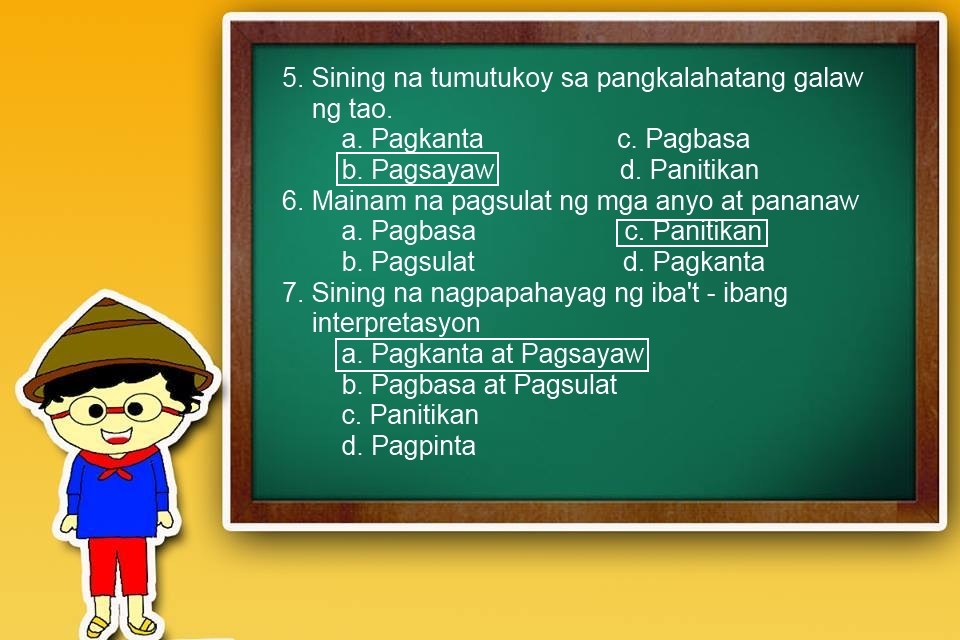 5. Sining na tumutukoy sa pangkalahatang galaw
ng tao.
a. Pagkanta c. Pagbasa
b. Pagsayaw d. Panitikan
6. Mainam na pagsulat ng mga anyo at pananaw
a. Pagbasa c. Panitikan
b. Pagsulat d. Pagkanta
7. Sining na nagpapahayag ng iba't - ibang
interpretasyon
a. Pagkanta at Pagsayaw
b. Pagbasa at Pagsulat
c. Panitikan
d. Pagpinta